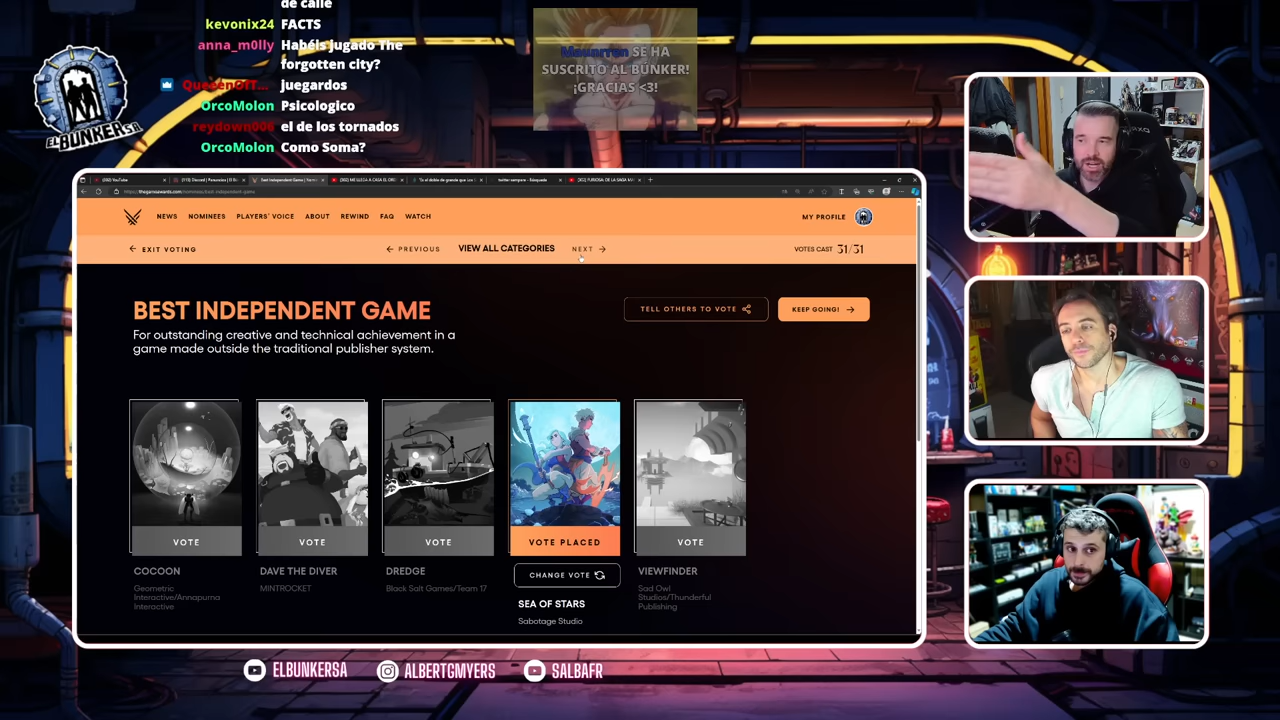 de calle
kevonix24 FACTS
anna_m0lly Habéis jugado The
forgotten city?
juegardos
OrcoMolon Psicologico
reydown006 el de los tornados
OrcoMolon Como Soma?
ELBUNKERSA
SE HA
SUSCRITO AL BUNKER!
¡GRACIAS <3!
NEWS NOMINEES PLAYERS' VOICE ABOUT REWIND FAQ WATCH MY PROFILE
EXIT VOTING PREVIOUS VIEW ALL CATEGORIES NEXT VOTES CAST 31/31
BEST INDEPENDENT GAME
TELL OTHERS TO VOTE KEEP GOING!
For outstanding creative and technical achievement in a
game made outside the traditional publisher system.
VOTE VOTE VOTE VOTE PLACED VOTE
COCOON
Geometric
Interactive/Annapurna
Interactive
DAVE THE DIVER
MINTROCKET
DREDGE
Black Salt Games/Team 17
CHANGE VOTE
SEA OF STARS
Sabotage Studio
VIEWFINDER
Sad Owl
Studios/Thunderful
Publishing
ELBUNKERSA ALBERTGMYERS SALBAFR